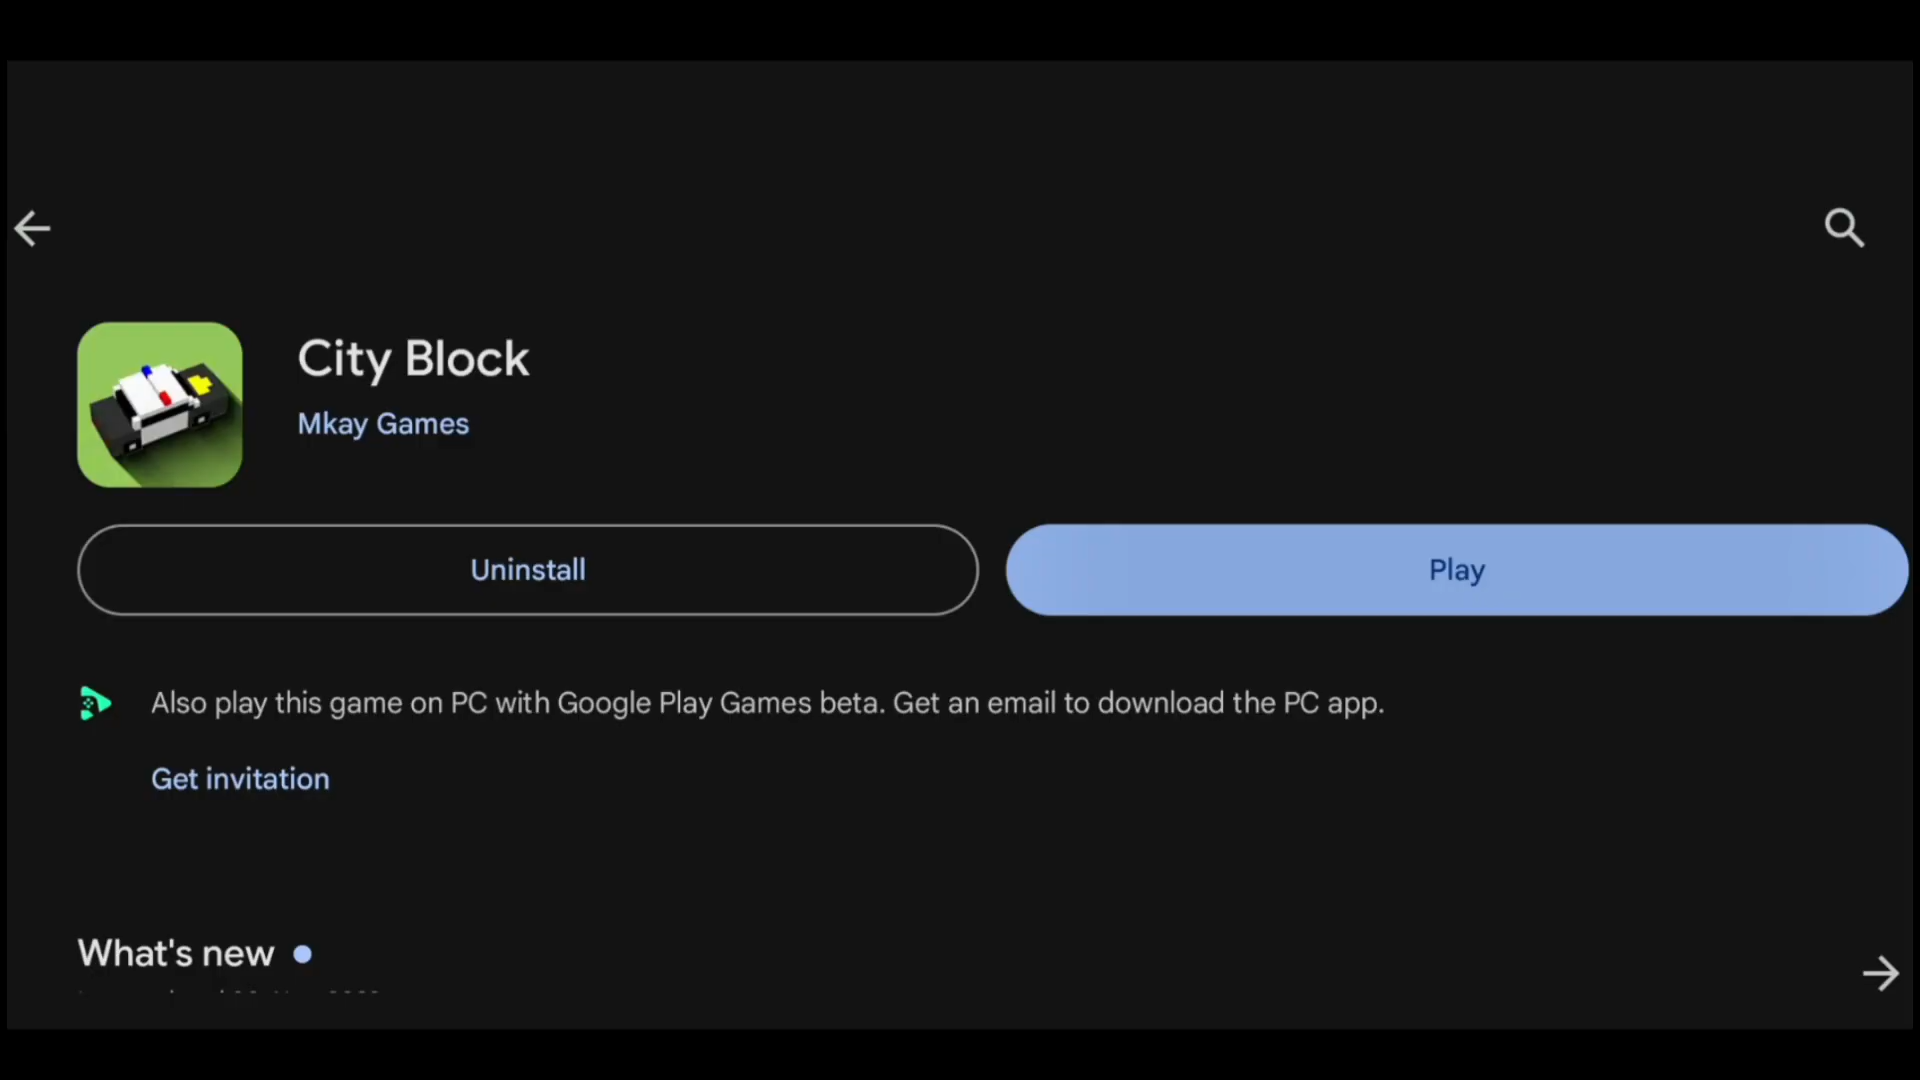 City Block
Mkay Games
Uninstall
Play
Also play this game on PC with Google Play Games beta. Get an email to download the PC app.
Get invitation
What's new